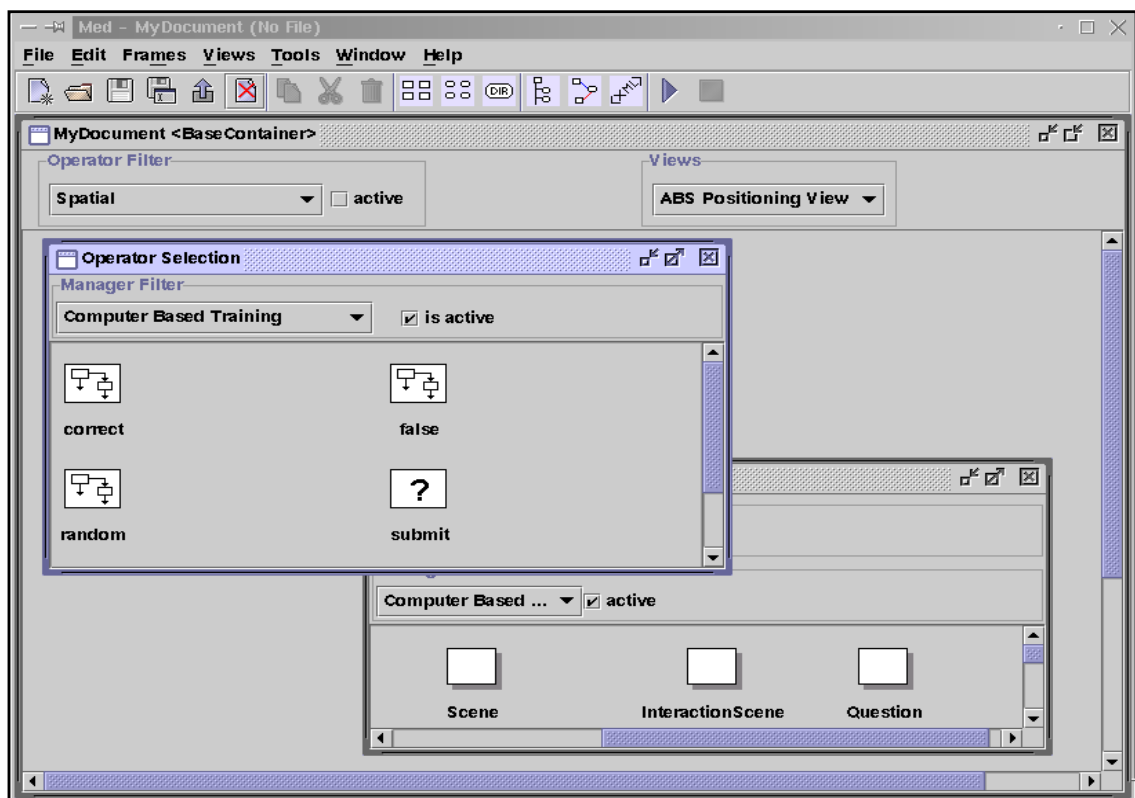 Med - MyDocument (No File)
File Edit Frames Views Tools Window Help
DIR
MyDocument <BaseContainer>
Operator Filter
Views
Spatial
active
ABS Positioning View
Operator Selection
Manager Filter
Computer Based Training
is active
correct
false
random
?
submit
Computer Based ...
active
Scene
InteractionScene
Question